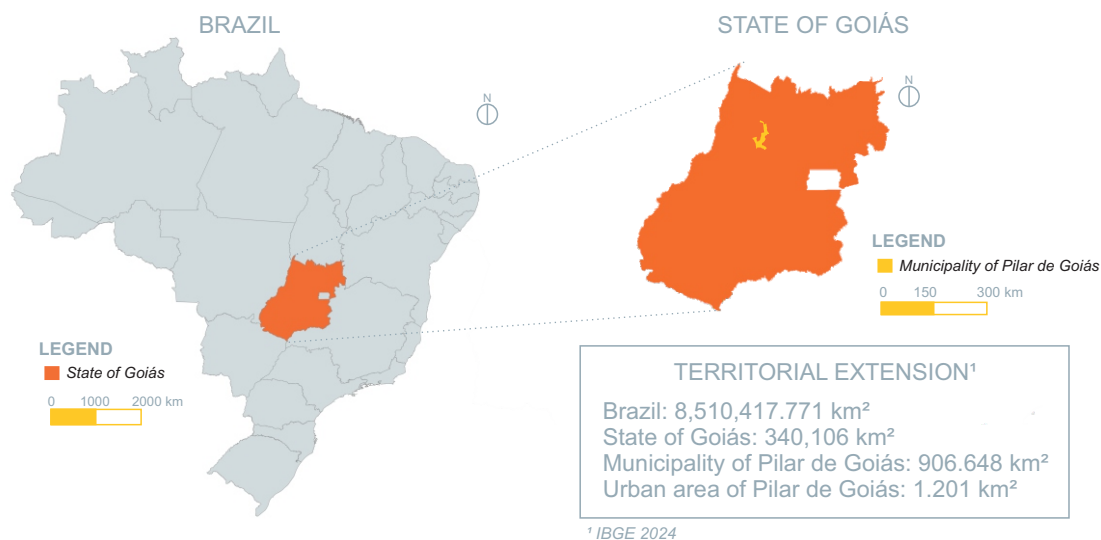 BRAZIL
N
LEGEND
State of Goiás
0 1000 2000 km
STATE OF GOIÁS
N
LEGEND
Municipality of Pilar de Goiás
0 150 300 km
TERRITORIAL EXTENSION¹
Brazil: 8,510,417.771 km²
State of Goiás: 340,106 km²
Municipality of Pilar de Goiás: 906.648 km²
Urban area of Pilar de Goiás: 1.201 km²
¹ IBGE 2024